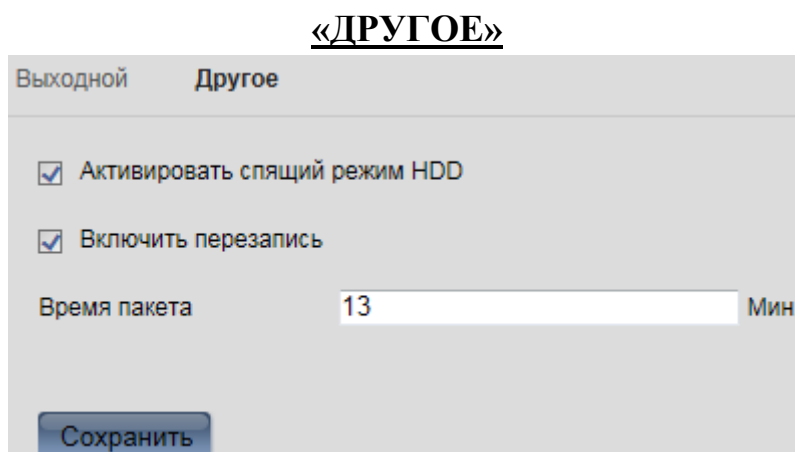 «ДРУГОЕ»
Выходной Другое
Активировать спящий режим HDD
Включить перезапись
Время пакета 13 Мин
Сохранить